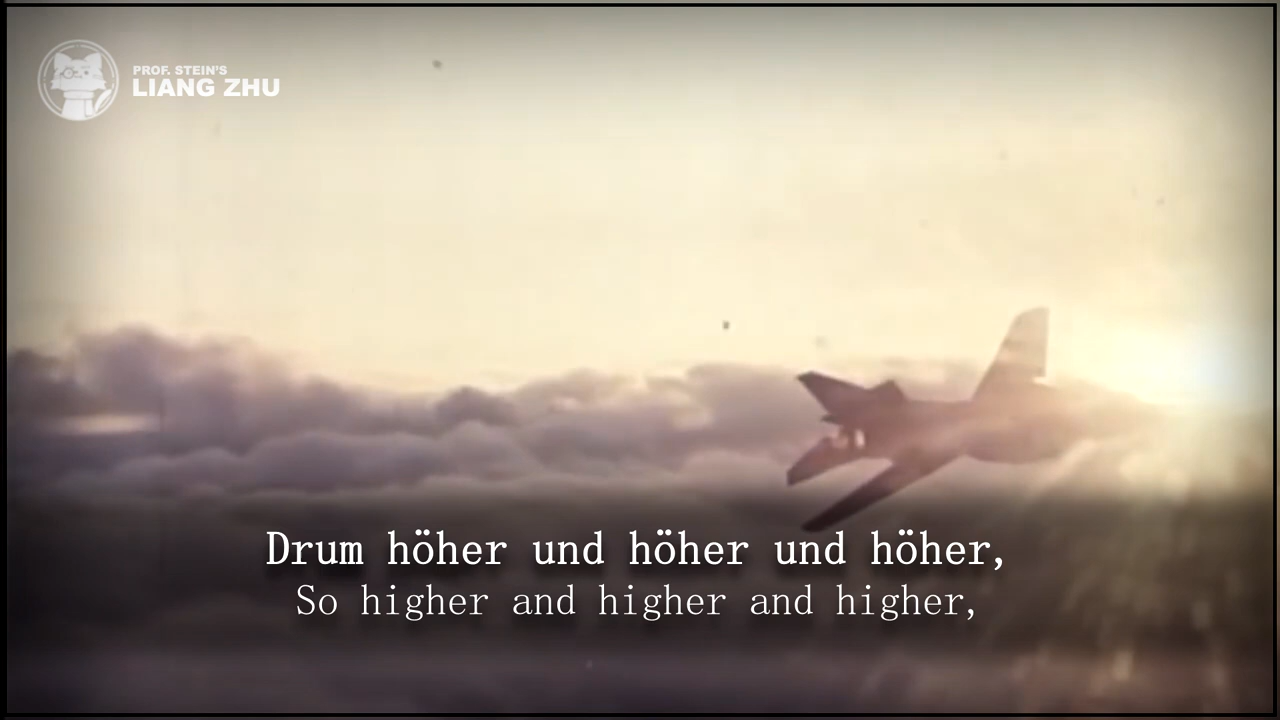 PROF. STEIN'S
LIANG ZHU
Drum höher und höher und höher,
So higher and higher and higher,